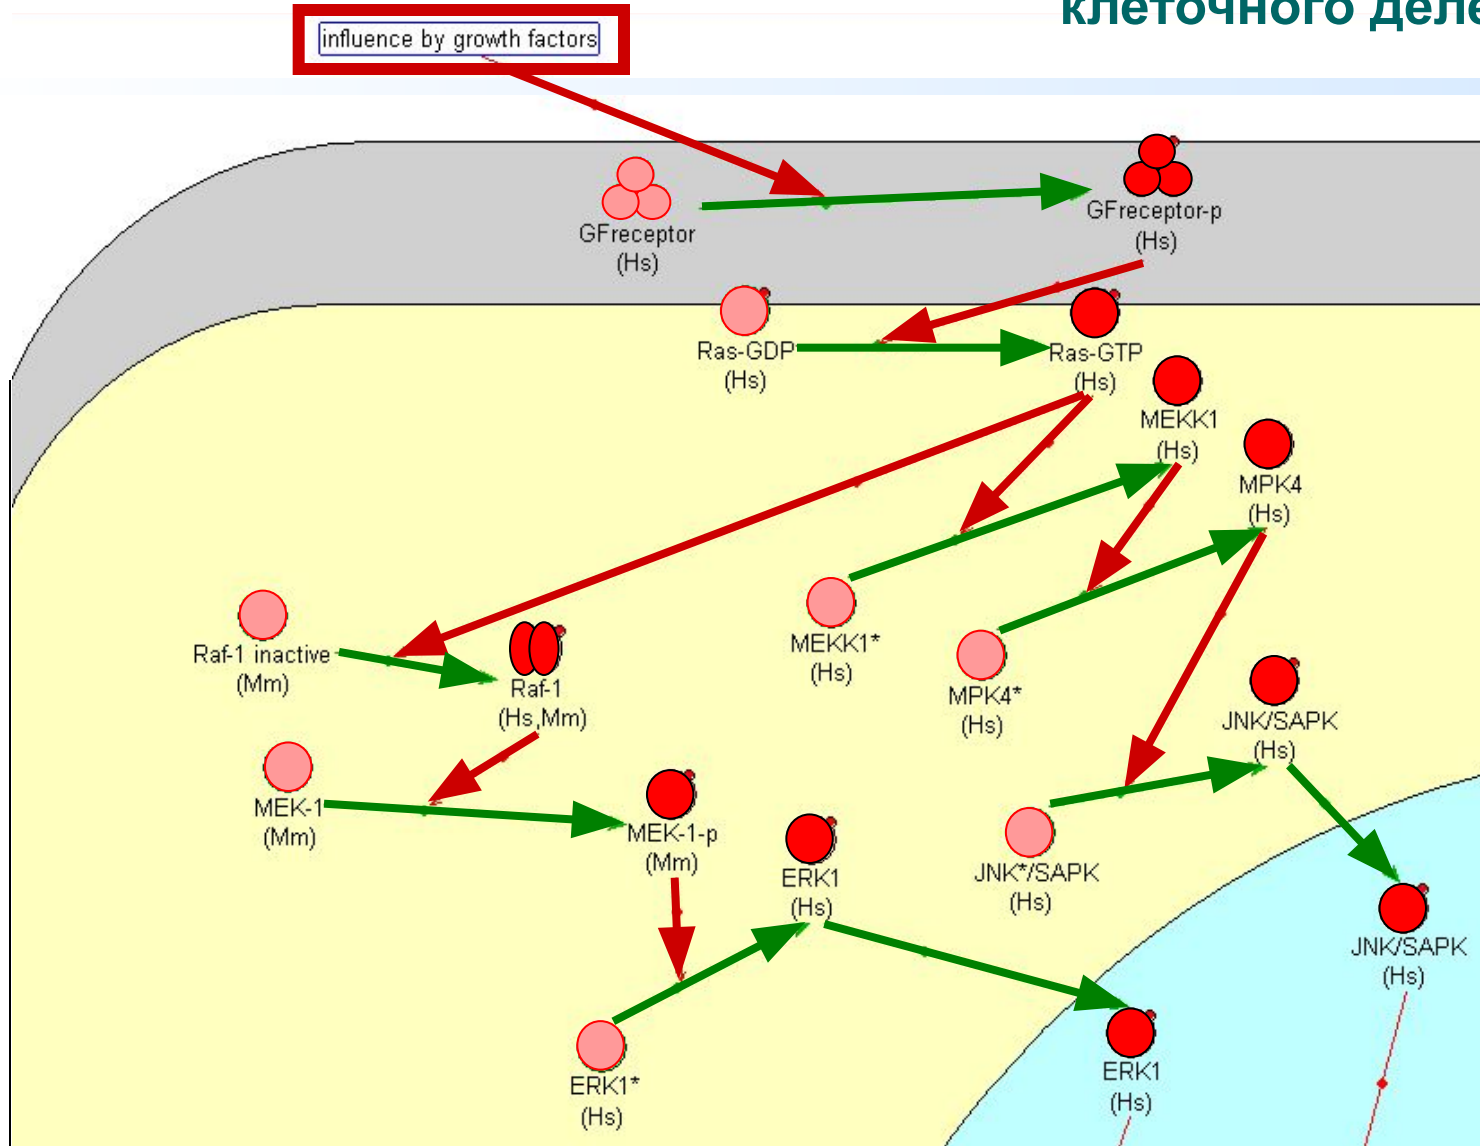 клеточного деле
influence by growth factors
GFreceptor
(Hs)
GFreceptor-p
(Hs)
Ras-GDP
(Hs)
Ras-GTP
(Hs)
MEKK1
(Hs)
MPK4
(Hs)
Raf-1 inactive
(Mm)
Raf-1
(Hs,Mm)
MEKK1*
(Hs)
MPK4*
(Hs)
JNK/SAPK
(Hs)
MEK-1
(Mm)
MEK-1-p
(Mm)
ERK1
(Hs)
JNK*/SAPK
(Hs)
JNK/SAPK
(Hs)
ERK1*
(Hs)
ERK1
(Hs)